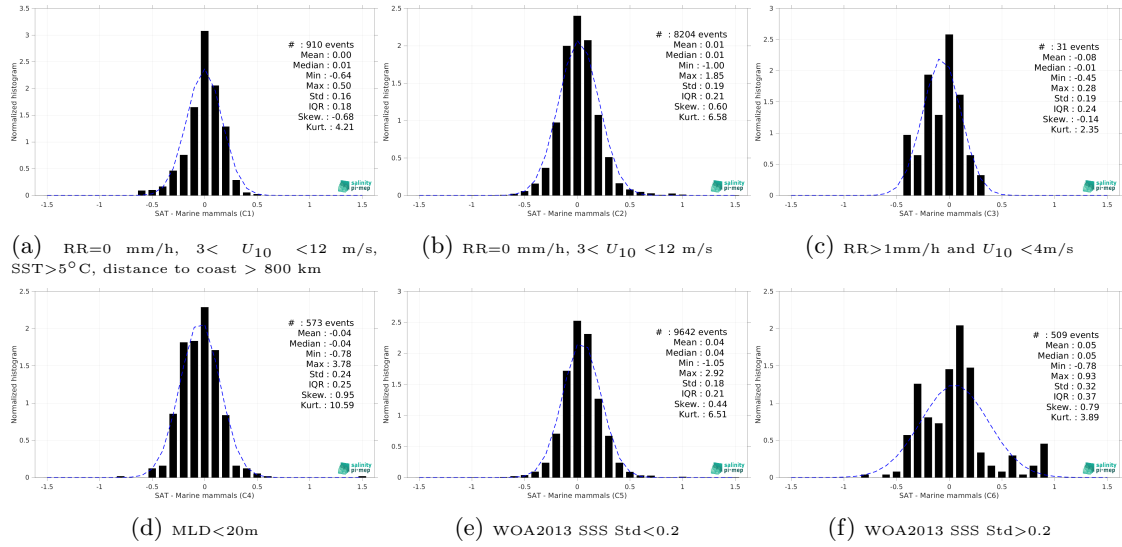 3.5
3
2.5
2
1.5
1
0.5
0
Normalized histogram
# : 910 events
Mean : 0.00
Median : 0.01
Min : -0.64
Max : 0.50
Std : 0.16
IQR : 0.18
Skew. : -0.68
Kurt. : 4.21
salinity
pi-mep
-1.5 -1 -0.5 0 0.5 1 1.5
SAT - Marine mammals (C1)
(a) RR=0 mm/h, 3< U10 <12 m/s,
SST>5°C, distance to coast > 800 km
2.5
2
1.5
1
0.5
0
Normalized histogram
# : 8204 events
Mean : 0.01
Median : 0.01
Min : -1.00
Max : 1.85
Std : 0.19
IQR : 0.21
Skew. : 0.60
Kurt. : 6.58
salinity
pi-mep
-1.5 -1 -0.5 0 0.5 1 1.5
SAT - Marine mammals (C2)
(b) RR=0 mm/h, 3< U10 <12 m/s
3
2.5
2
1.5
1
0.5
0
Normalized histogram
# : 31 events
Mean : -0.08
Median : -0.01
Min : -0.45
Max : 0.28
Std : 0.19
IQR : 0.24
Skew. : -0.14
Kurt. : 2.35
salinity
pi-mep
-1.5 -1 -0.5 0 0.5 1 1.5
SAT - Marine mammals (C3)
(c) RR>1mm/h and U10 <4m/s
2.5
2
1.5
1
0.5
0
Normalized histogram
# : 573 events
Mean : -0.04
Median : -0.04
Min : -0.78
Max : 3.78
Std : 0.24
IQR : 0.25
Skew. : 0.95
Kurt. : 10.59
salinity
pi-mep
-1.5 -1 -0.5 0 0.5 1 1.5
SAT - Marine mammals (C4)
(d) MLD<20m
3
2.5
2
1.5
1
0.5
0
Normalized histogram
# : 9642 events
Mean : 0.04
Median : 0.04
Min : -1.05
Max : 2.92
Std : 0.18
IQR : 0.21
Skew. : 0.44
Kurt. : 6.51
salinity
pi-mep
-1.5 -1 -0.5 0 0.5 1 1.5
SAT - Marine mammals (C5)
(e) WOA2013 SSS Std<0.2
2.5
2
1.5
1
0.5
0
Normalized histogram
# : 509 events
Mean : 0.05
Median : 0.05
Min : -0.78
Max : 0.93
Std : 0.32
IQR : 0.37
Skew. : 0.79
Kurt. : 3.89
salinity
pi-mep
-1.5 -1 -0.5 0 0.5 1 1.5
SAT - Marine mammals (C6)
(f) WOA2013 SSS Std>0.2